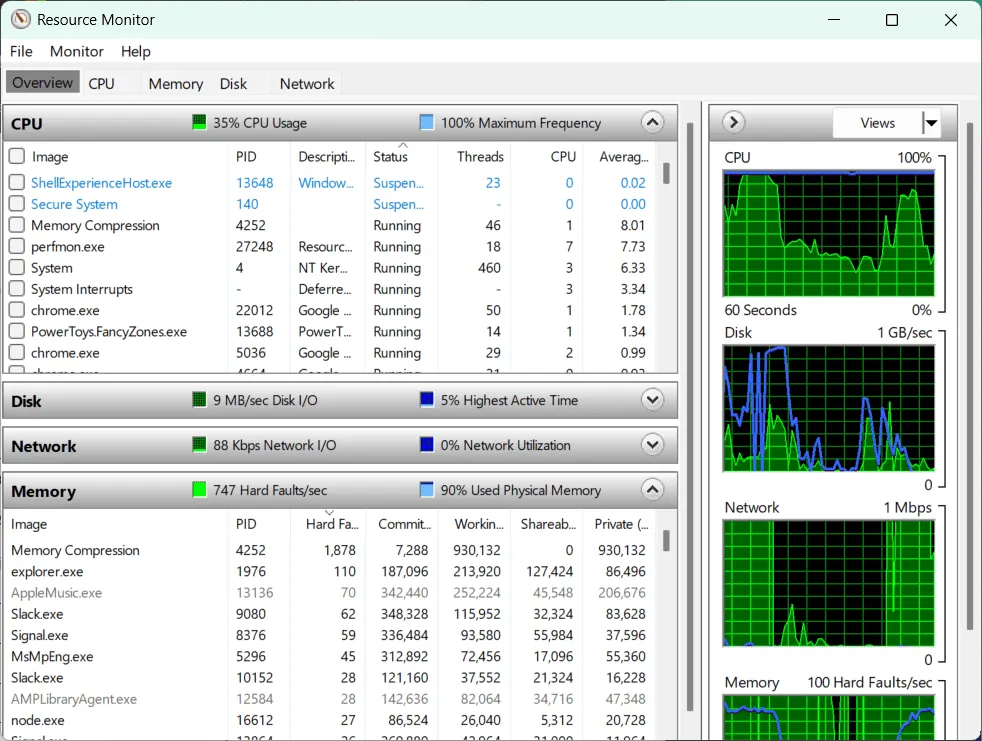 Resource Monitor
File Monitor Help
Overview CPU Memory Disk Network
CPU 35% CPU Usage 100% Maximum Frequency
Image PID Descripti... Status Threads CPU Averag...
ShellExperienceHost.exe 13648 Window... Suspen... 23 0 0.02
Secure System 140 Suspen... - 0 0.00
Memory Compression 4252 Running 46 1 8.01
perfmon.exe 27248 Resourc... Running 18 7 7.73
System 4 NT Ker... Running 460 3 6.33
System Interrupts - Deferre... Running - 3 3.34
chrome.exe 22012 Google ... Running 50 1 1.78
PowerToys.FancyZones.exe 13688 PowerT... Running 14 1 1.34
chrome.exe 5036 Google ... Running 29 2 0.99
Disk 9 MB/sec Disk I/O 5% Highest Active Time
Network 88 Kbps Network I/O 0% Network Utilization
Memory 747 Hard Faults/sec 90% Used Physical Memory
Image PID Hard Fa... Commit... Workin... Shareab... Private (...
Memory Compression 4252 1,878 7,288 930,132 0 930,132
explorer.exe 1976 110 187,096 213,920 127,424 86,496
AppleMusic.exe 13136 70 342,440 252,224 45,548 206,676
Slack.exe 9080 62 348,328 115,952 32,324 83,628
Signal.exe 8376 59 336,484 93,580 55,984 37,596
MsMpEng.exe 5296 45 312,892 72,456 17,096 55,360
Slack.exe 10152 28 121,160 37,552 21,324 16,228
AMPLibraryAgent.exe 12584 28 142,636 82,064 34,716 47,348
node.exe 16612 27 86,524 26,040 5,312 20,728
Views
CPU 100%
60 Seconds 0%
Disk 1 GB/sec
0
Network 1 Mbps
0
Memory 100 Hard Faults/sec